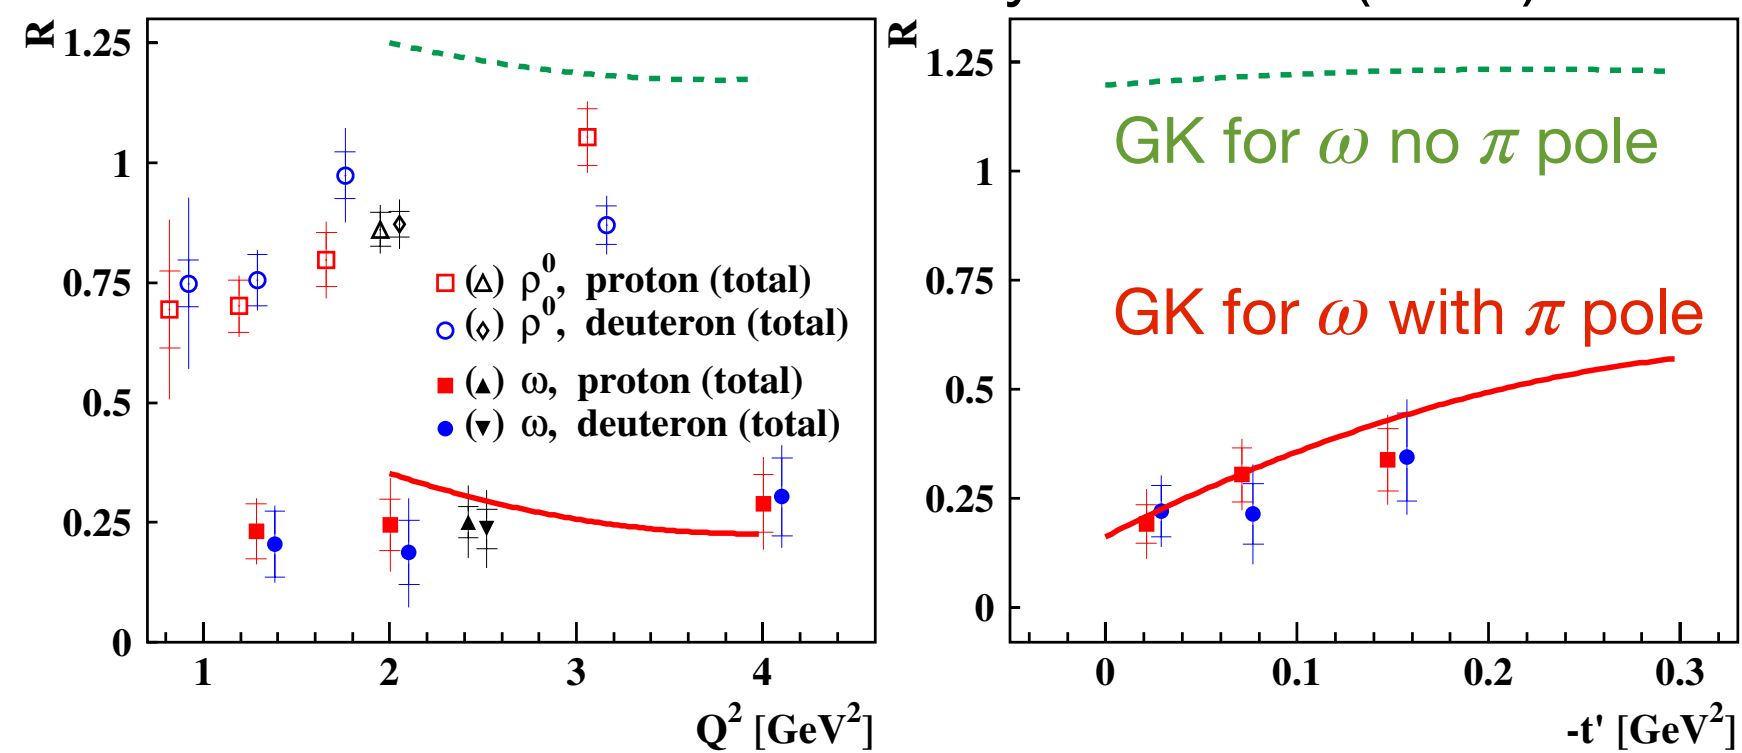 R
1.25
1
0.75
0.5
0.25
0
1 2 3 4
Q² [GeV²]
(△) ρ⁰, proton (total)
(◇) ρ⁰, deuteron (total)
(▲) ω, proton (total)
(▼) ω, deuteron (total)
R
1.25
1
0.75
0.5
0.25
0
0 0.1 0.2 0.3
-t' [GeV²]
GK for ω no π pole
GK for ω with π pole